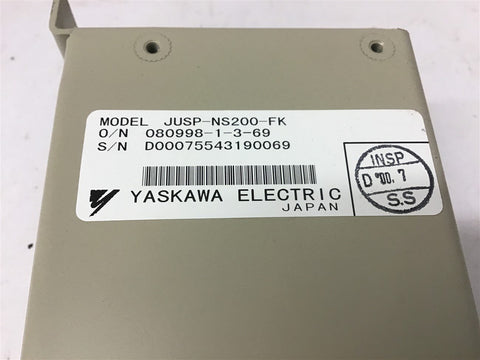 MODEL JUSP-NS200-FK
O/N 080998-1-3-69
S/N D00075543190069
YASKAWA ELECTRIC
JAPAN
INSP
D '00. 7
S.S